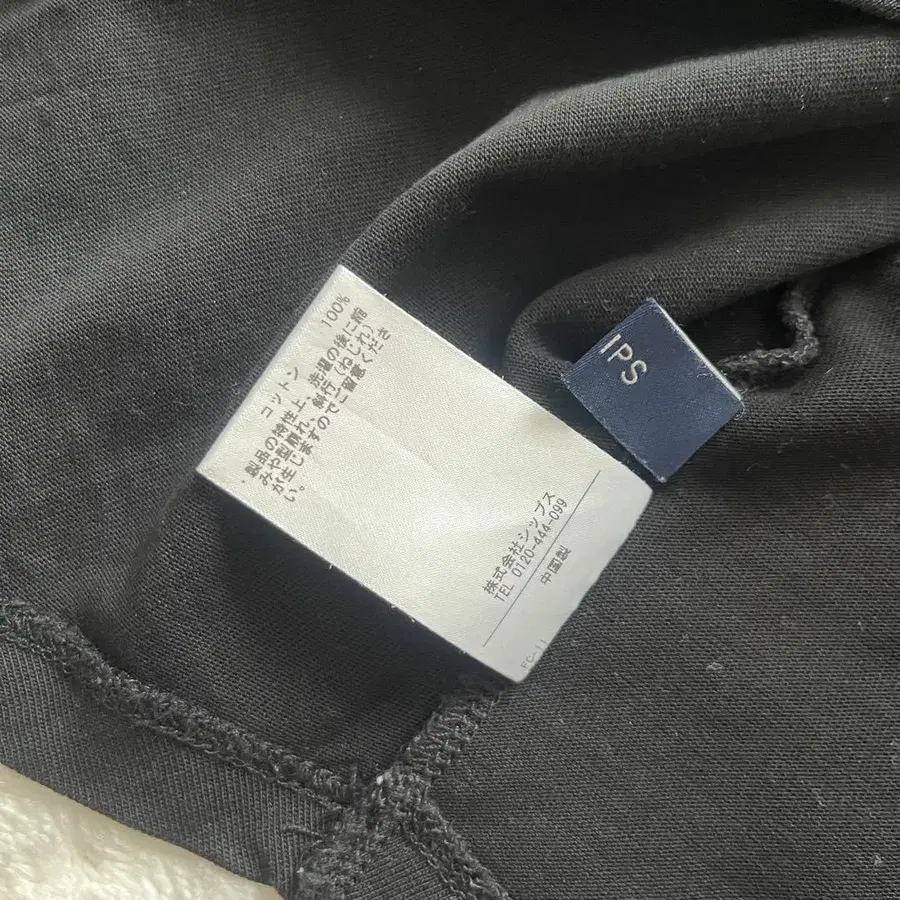 コットン 100%
製品の特性上、洗濯の後に縮
みや型崩れ、斜行(ねじれ)
が生じますのでご留意くださ
い。
株式会社シップス
TEL 0120-444-099
中国製
FC-11
IPS